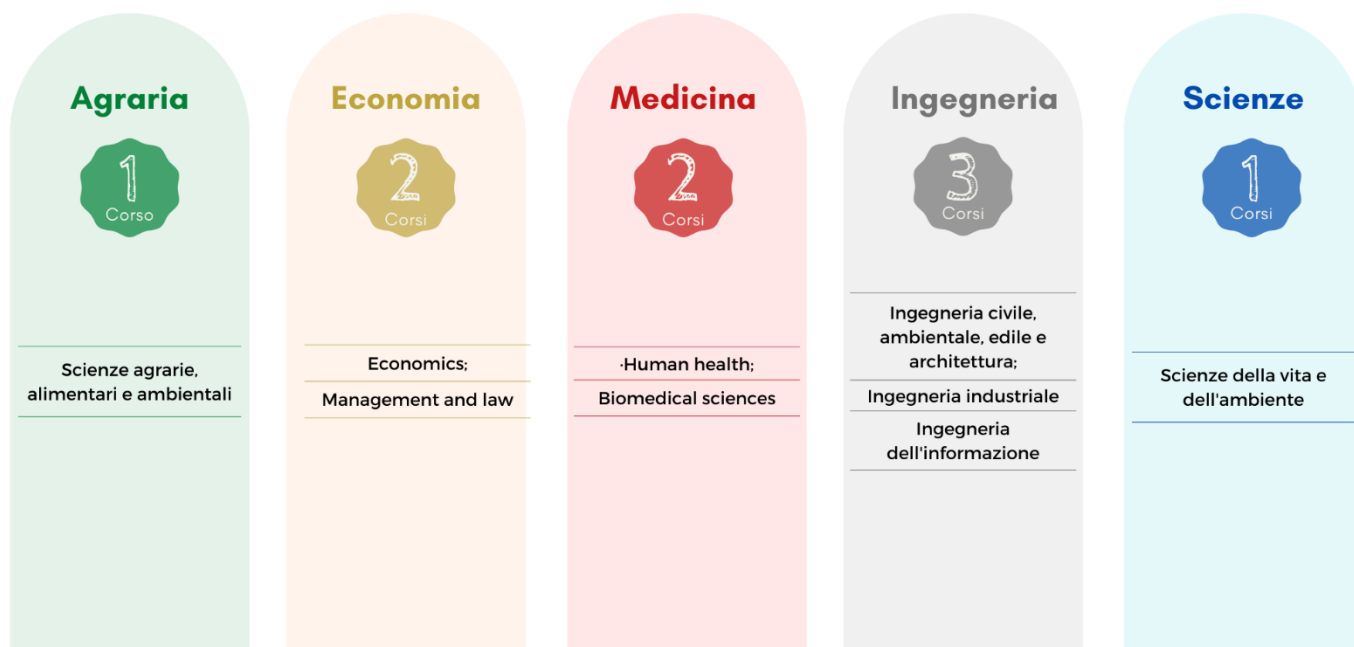 Agraria
1
Corso
Scienze agrarie,
alimentari e ambientali
Economia
2
Corsi
Economics;
Management and law
Medicina
2
Corsi
·Human health;
Biomedical sciences
Ingegneria
3
Corsi
Ingegneria civile,
ambientale, edile e
architettura;
Ingegneria industriale
Ingegneria
dell'informazione
Scienze
1
Corsi
Scienze della vita e
dell'ambiente